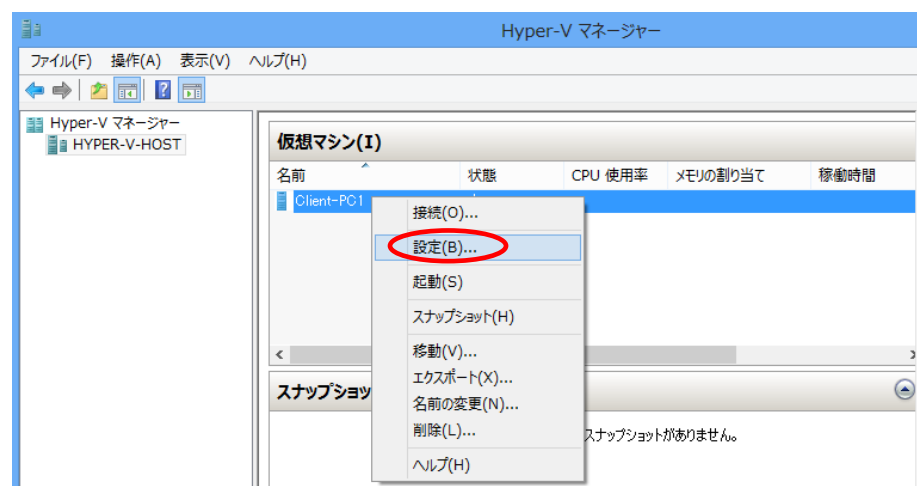 Hyper-V マネージャー
ファイル(F) 操作(A) 表示(V) ヘルプ(H)
Hyper-V マネージャー
HYPER-V-HOST
仮想マシン(I)
名前 状態 CPU 使用率 メモリの割り当て 稼働時間
Client-PC1
接続(O)...
設定(B)...
起動(S)
スナップショット(H)
移動(V)...
エクスポート(X)...
名前の変更(N)...
削除(L)...
ヘルプ(H)
スナップショッ
スナップショットがありません。